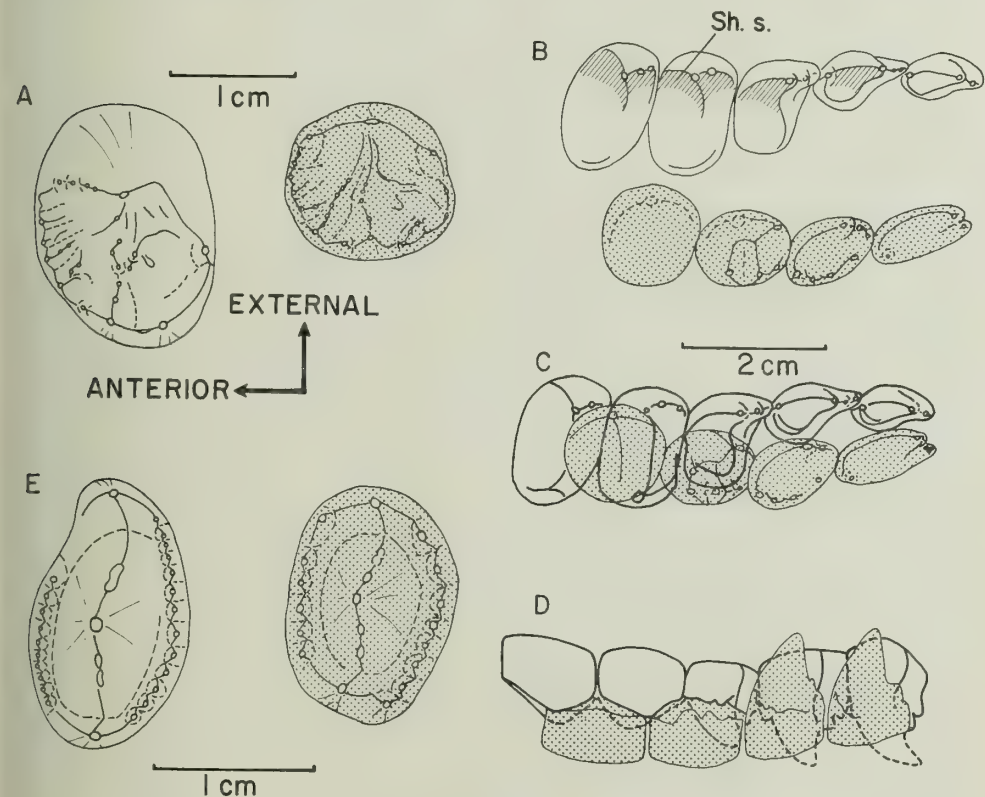 A
1 cm
B
Sh. s.
EXTERNAL
ANTERIOR
2 cm
C
E
1 cm
D